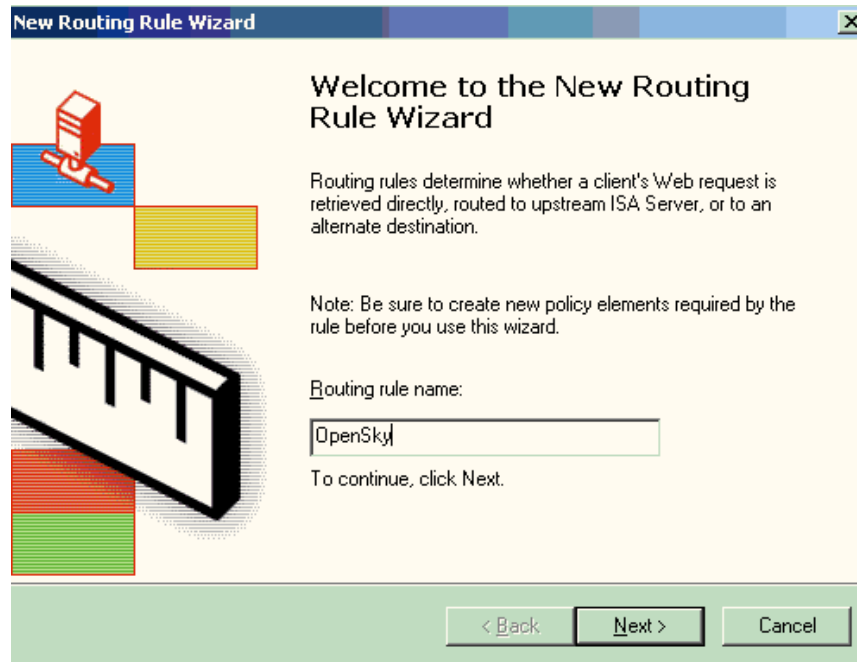 New Routing Rule Wizard
Welcome to the New Routing
Rule Wizard
Routing rules determine whether a client's Web request is
retrieved directly, routed to upstream ISA Server, or to an
alternate destination.
Note: Be sure to create new policy elements required by the
rule before you use this wizard.
Routing rule name:
OpenSky
To continue, click Next.
< Back
Next >
Cancel